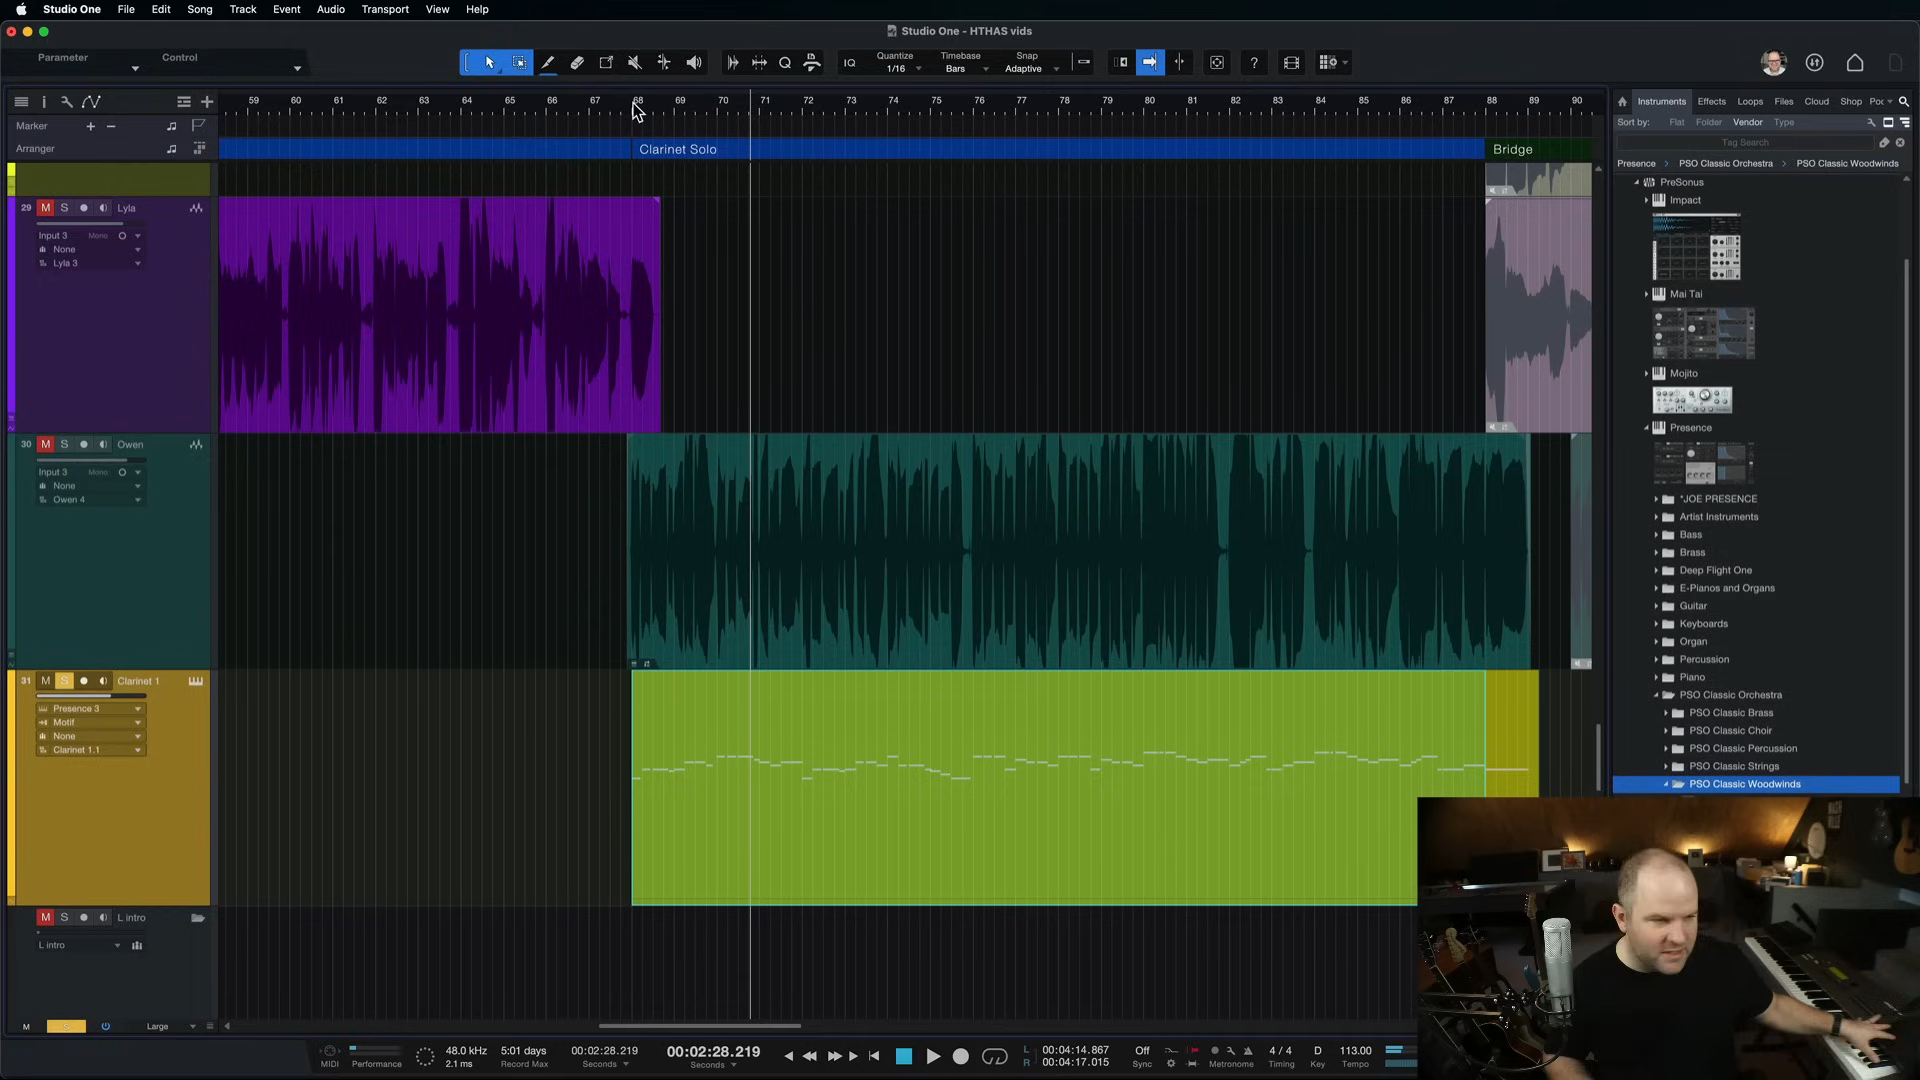 Studio One File Edit Song Track Event Audio Transport View Help
Studio One - HTHAS vids
Parameter Control
IQ Quantize 1/16 Timebase Bars Snap Adaptive
?
59 60 61 62 63 64 65 66 67 68 69 70 71 72 73 74 75 76 77 78 79 80 81 82 83 84 85 86 87 88 89 90
Marker
Arranger
Clarinet Solo
Bridge
29 M S Lyla
Input 3 Mono
None
Lyla 3
30 M S Owen
Input 3 Mono
None
Owen 4
31 M S Clarinet 1
Presence 3
Motif
None
Clarinet 1.1
M S L intro
L intro
M S Large
Instruments Effects Loops Files Cloud Shop Poc
Sort by: Flat Folder Vendor Type
Tag Search
Presence PSO Classic Orchestra PSO Classic Woodwinds
PreSonus
Impact
Mai Tai
Mojito
Presence
*JOE PRESENCE
Artist Instruments
Bass
Brass
Deep Flight One
E-Pianos and Organs
Guitar
Keyboards
Organ
Percussion
Piano
PSO Classic Orchestra
PSO Classic Brass
PSO Classic Choir
PSO Classic Percussion
PSO Classic Strings
PSO Classic Woodwinds
MIDI Performance
48.0 kHz
2.1 ms
5:01 days
Record Max
00:02:28.219
Seconds
00:02:28.219
Seconds
L 00:04:14.867
R 00:04:17.015
Off
Sync
Metronome
4 / 4
Timing
D
Key
113.00
Tempo